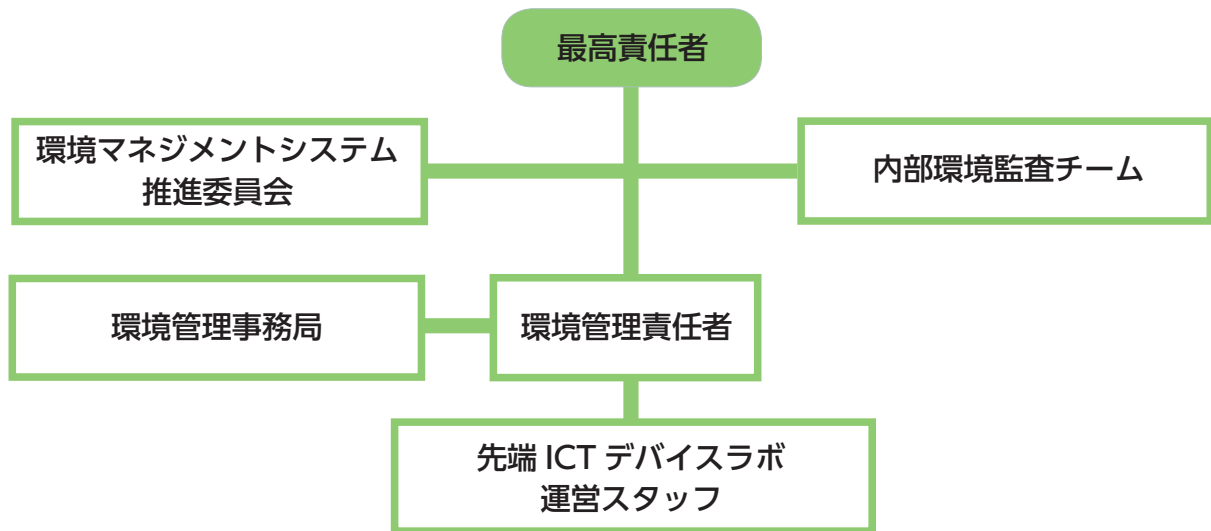 最高責任者
環境マネジメントシステム
推進委員会
内部環境監査チーム
環境管理事務局
環境管理責任者
先端 ICT デバイスラボ
運営スタッフ